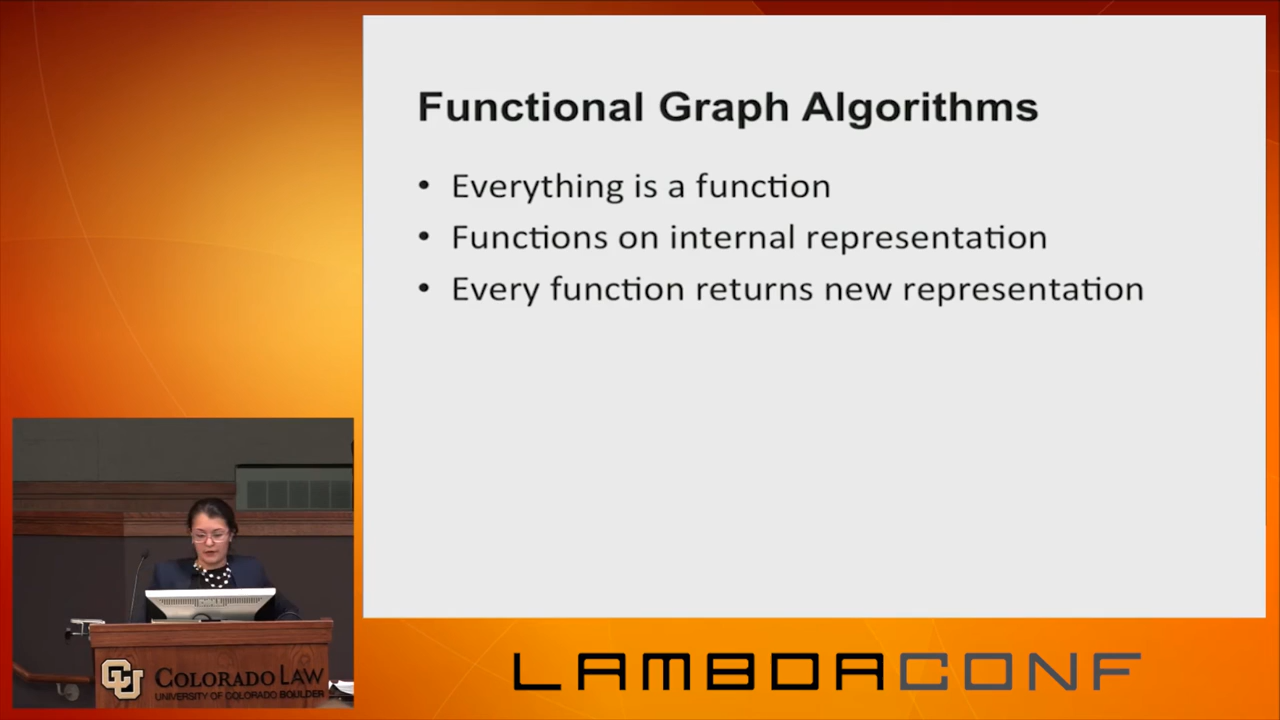 Functional Graph Algorithms
• Everything is a function
• Functions on internal representation
• Every function returns new representation
CU COLORADO LAW
UNIVERSITY OF COLORADO BOULDER
LAMBDACONF